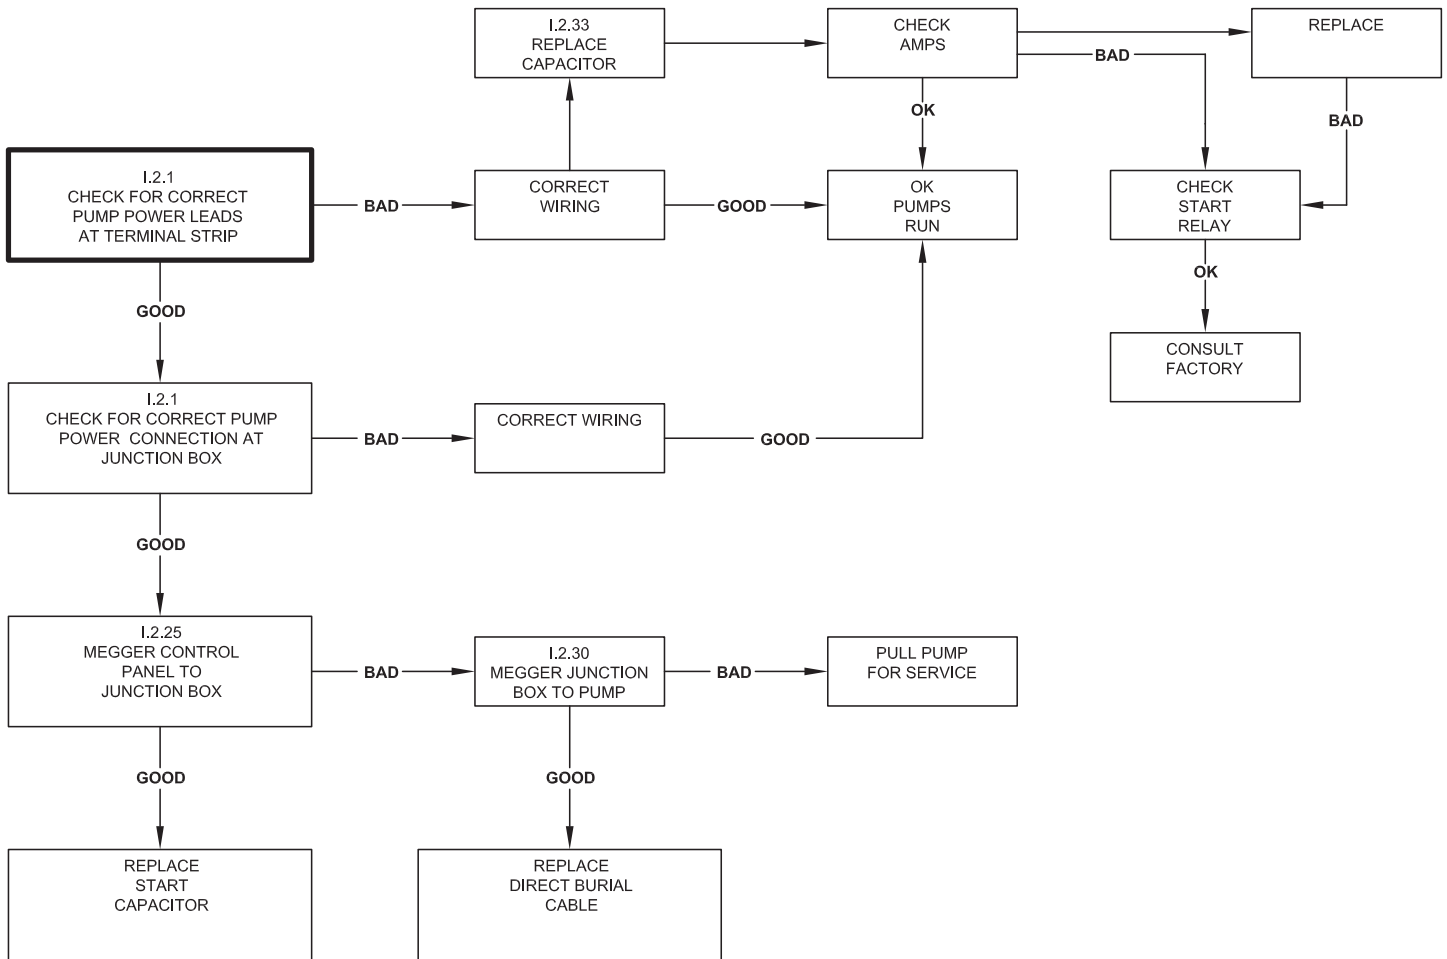 I.2.33
REPLACE
CAPACITOR
CHECK
AMPS
REPLACE
BAD
OK
BAD
I.2.1
CHECK FOR CORRECT
PUMP POWER LEADS
AT TERMINAL STRIP
BAD
CORRECT
WIRING
GOOD
OK
PUMPS
RUN
CHECK
START
RELAY
OK
GOOD
CONSULT
FACTORY
I.2.1
CHECK FOR CORRECT PUMP
POWER CONNECTION AT
JUNCTION BOX
BAD
CORRECT WIRING
GOOD
GOOD
I.2.25
MEGGER CONTROL
PANEL TO
JUNCTION BOX
BAD
I.2.30
MEGGER JUNCTION
BOX TO PUMP
BAD
PULL PUMP
FOR SERVICE
GOOD
GOOD
REPLACE
START
CAPACITOR
REPLACE
DIRECT BURIAL
CABLE